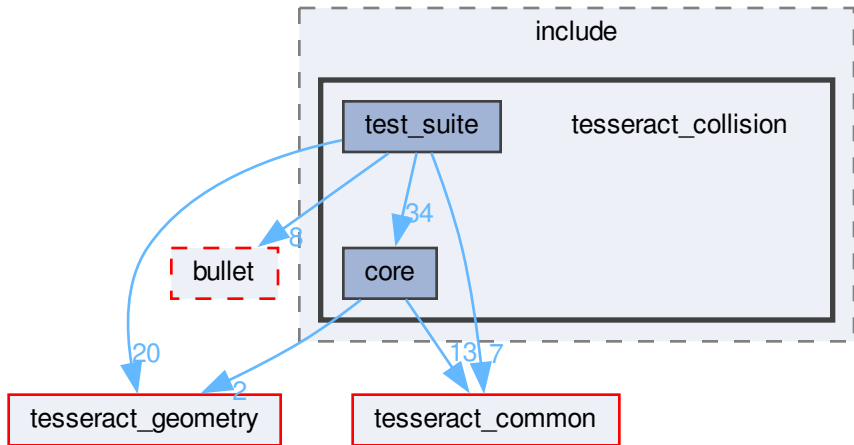 include
test_suite
tesseract_collision
34
8
bullet
core
20
13
7
2
tesseract_geometry
tesseract_common